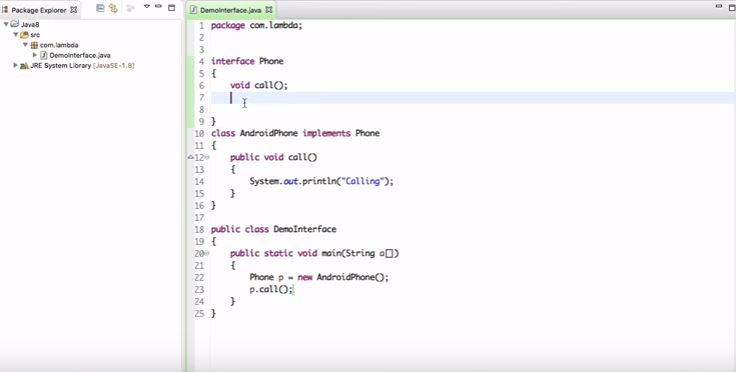 Package Explorer
Java8
src
com.lambda
DemoInterface.java
JRE System Library [JavaSE-1.8]
DemoInterface.java
1 package com.lambda;
2
3
4 interface Phone
5 {
6 void call();
7
8
9 }
10 class AndroidPhone implements Phone
11 {
12 public void call()
13 {
14 System.out.println("Calling");
15 }
16 }
17
18 public class DemoInterface
19 {
20 public static void main(String a[])
21 {
22 Phone p = new AndroidPhone();
23 p.call();
24 }
25 }